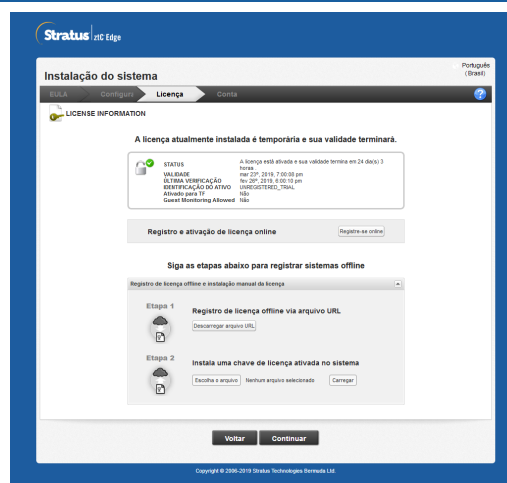 Stratus ztC Edge
Português
(Brasil)
Instalação do sistema
EULA Configurs Licença Conta ?
LICENSE INFORMATION
A licença atualmente instalada é temporária e sua validade terminará.
STATUS A licença está ativada e sua validade termina em 24 dia(s) 3
horas .
VALIDADE mar 23ª, 2019, 7:00:00 pm
ÚLTIMA VERIFICAÇÃO fev 28ª, 2019, 6:00:10 pm
IDENTIFICAÇÃO DO ATIVO UNREGISTERED_TRIAL
Ativado para TF Não
Guest Monitoring Allowed Não
Registro e ativação de licença online Registre-se online
Siga as etapas abaixo para registrar sistemas offline
Registro de licença offline e instalação manual da licença
Etapa 1
Registro de licença offline via arquivo URL
Descarregar arquivo URL
Etapa 2
Instala uma chave de licença ativada no sistema
Escolha o arquivo Nenhum arquivo selecionado Carregar
Voltar Continuar
Copyright © 2006-2019 Stratus Technologies Bermuda Ltd.